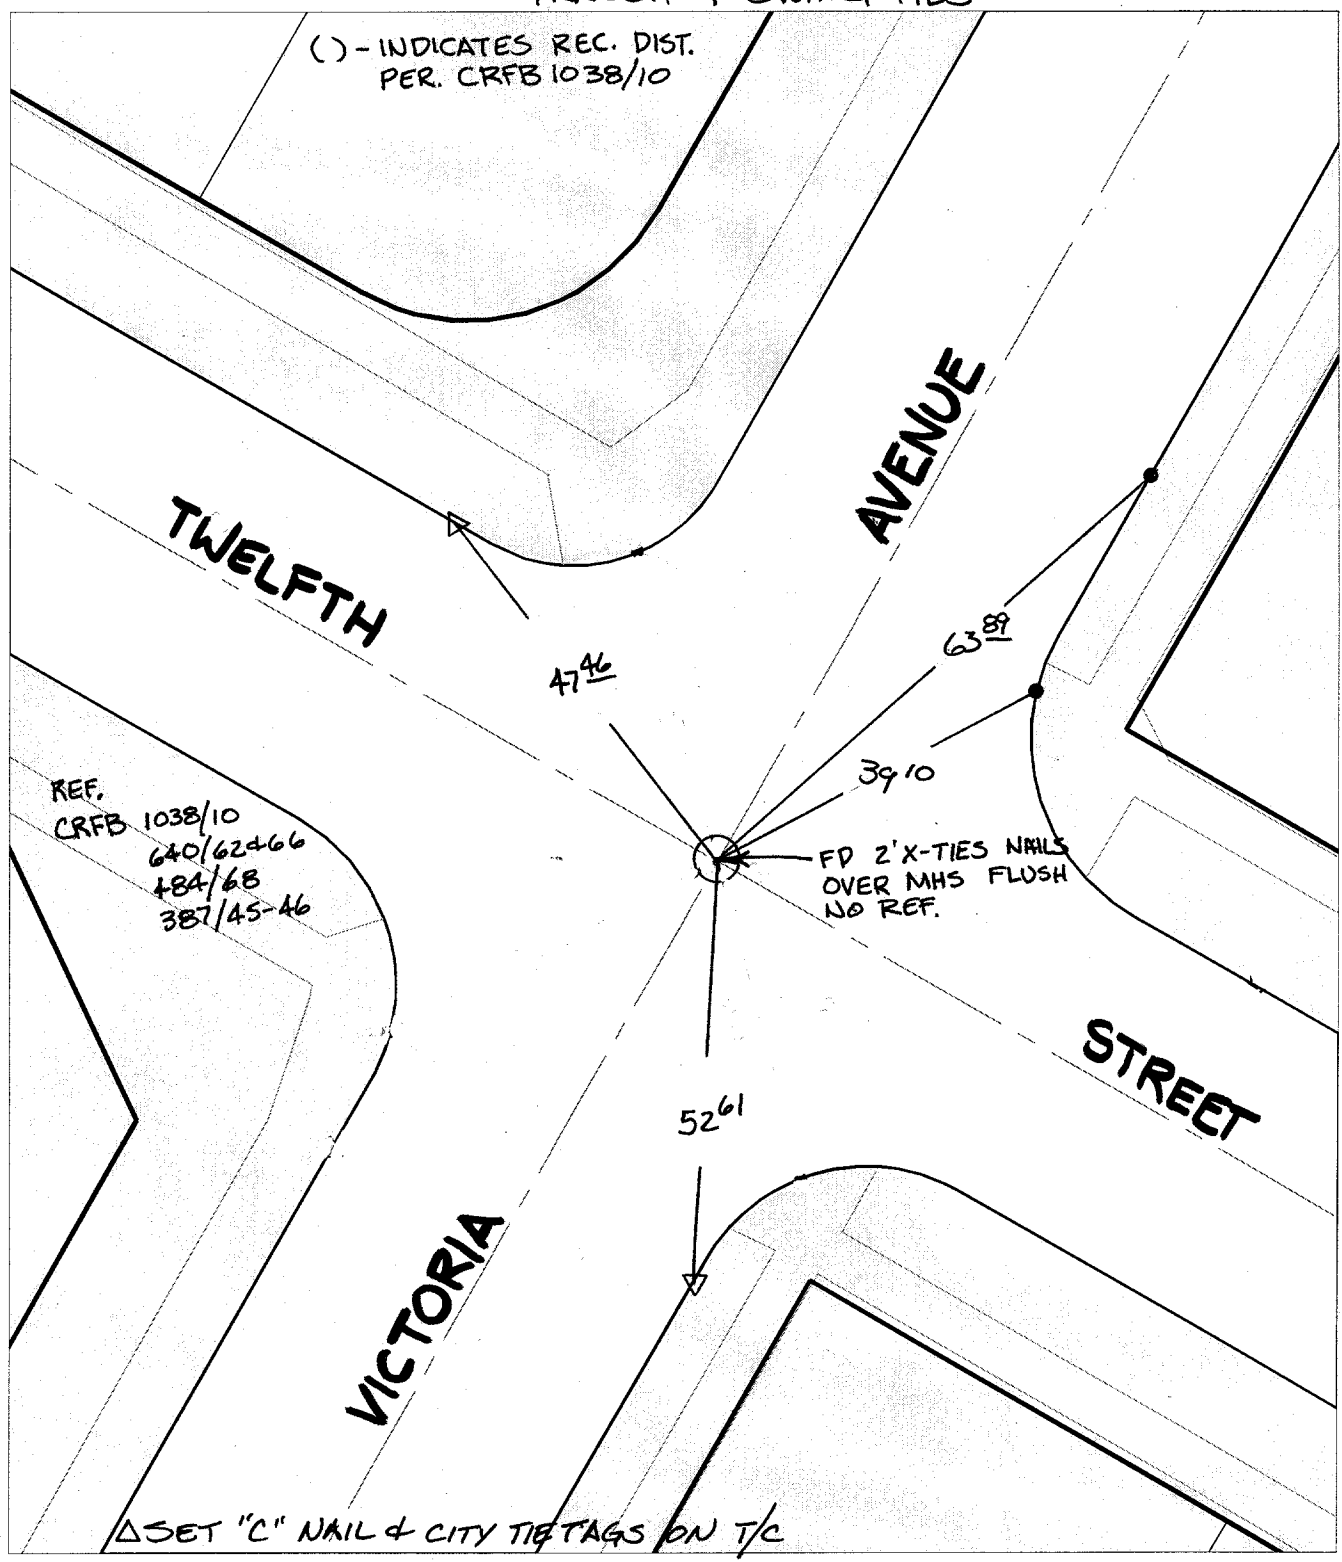 ( ) - INDICATES REC. DIST.
PER. CRFB 1038/10
AVENUE
TWELFTH
63 89
47 46
39 10
REF.
CRFB 1038/10
640/62&66
484/68
387/45-46
FD 2' X-TIES NAILS
OVER MHS FLUSH
NO REF.
STREET
52 61
VICTORIA
△ SET "C" NAIL & CITY TIE TAGS ON T/C